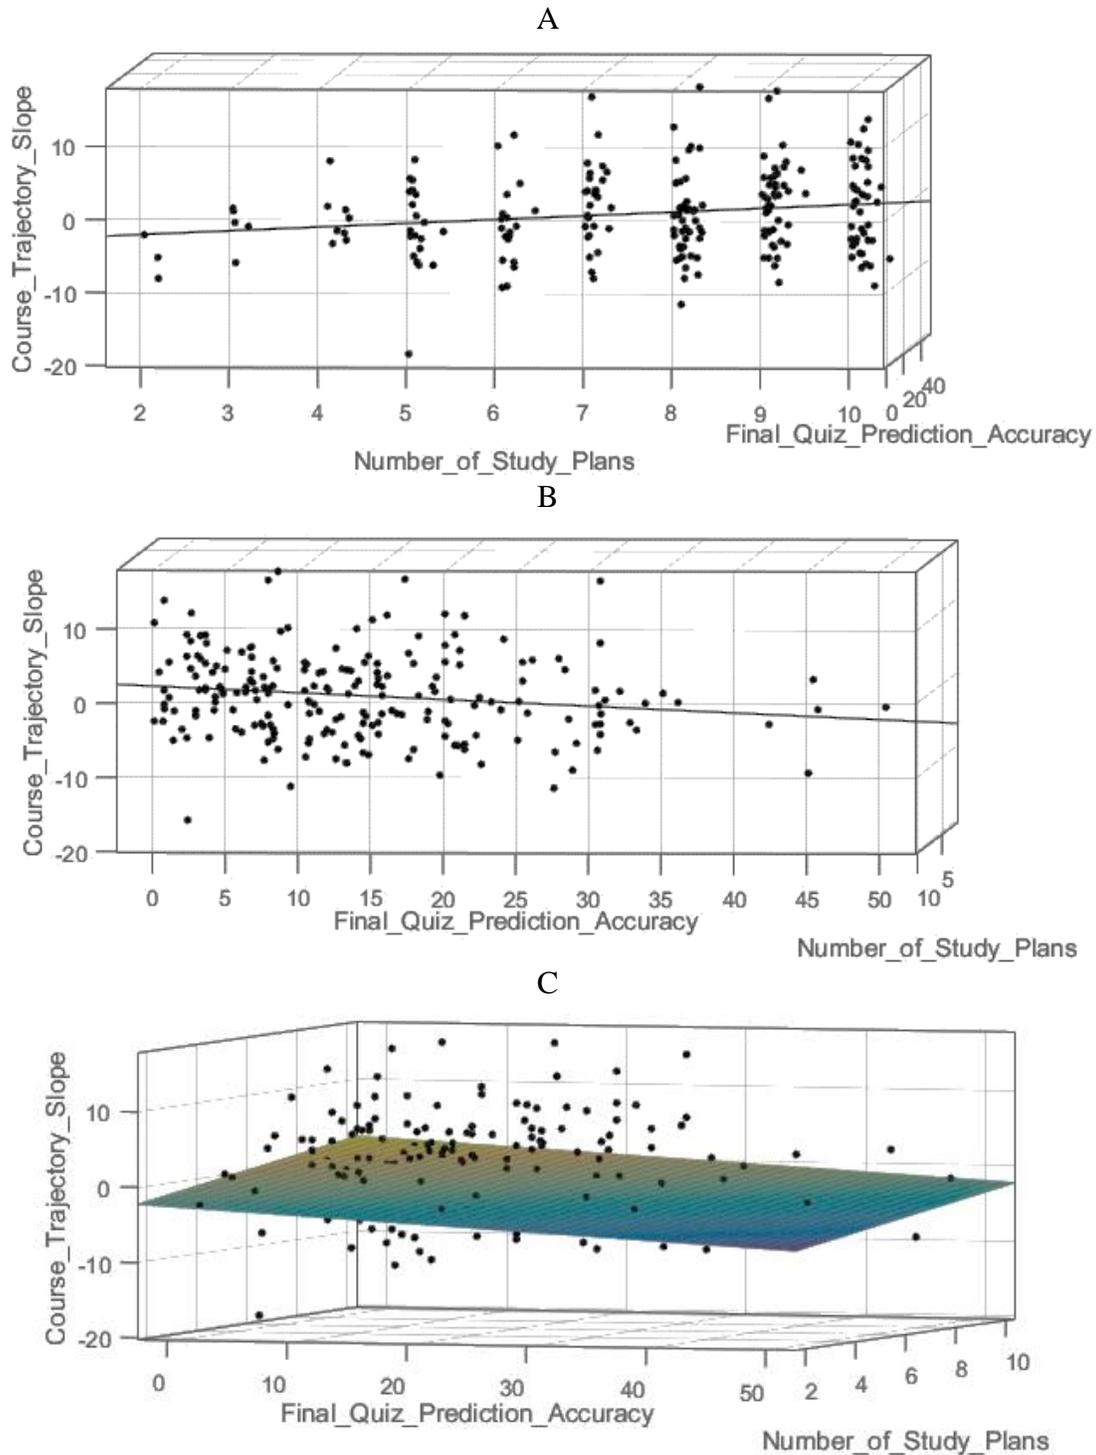 A
Course_Trajectory_Slope
10
0
-10
-20
2 3 4 5 6 7 8 9 10 0 20 40
Final_Quiz_Prediction_Accuracy
Number_of_Study_Plans
B
Course_Trajectory_Slope
10
0
-10
-20
0 5 10 15 20 25 30 35 40 45 50 10 5
Final_Quiz_Prediction_Accuracy
Number_of_Study_Plans
C
Course_Trajectory_Slope
10
0
-10
-20
0 10 20 30 40 50 2 4 6 8 10
Final_Quiz_Prediction_Accuracy
Number_of_Study_Plans